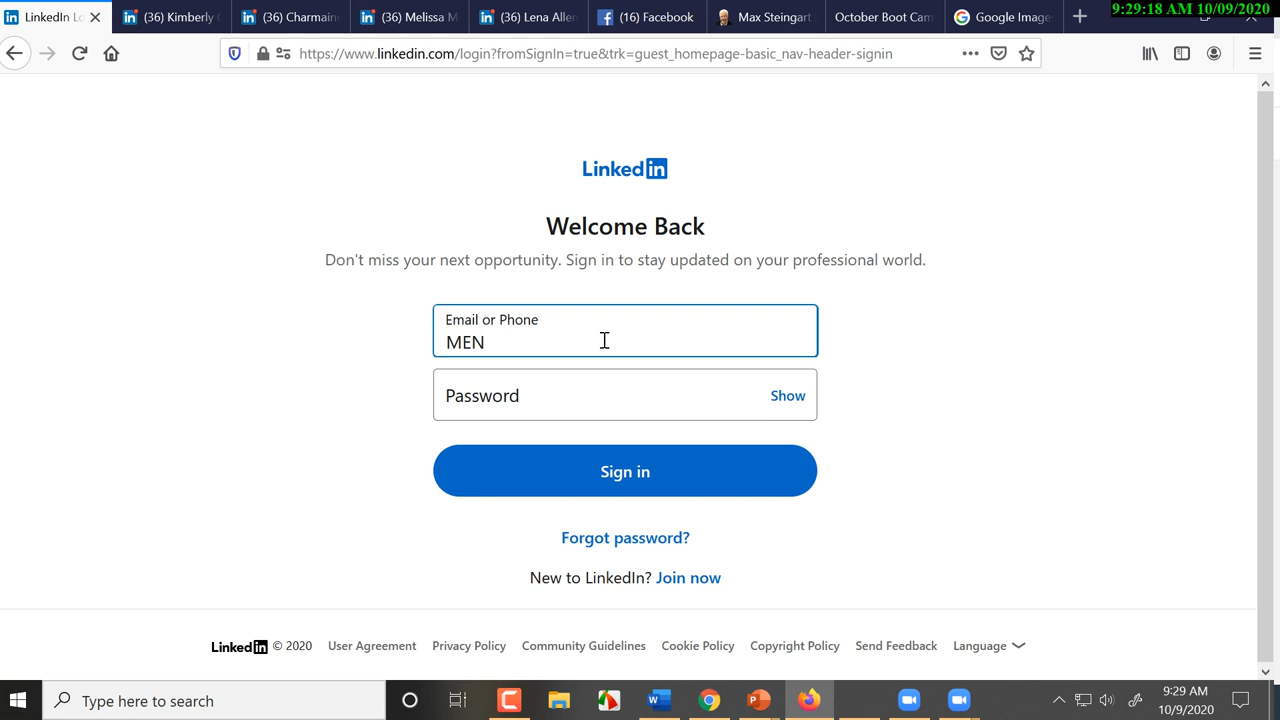 LinkedIn Lo
(36) Kimberly C
(36) Charmain
(36) Melissa M
(36) Lena Aller
(16) Facebook
Max Steingart
October Boot Cam
Google Image
9:29:18 AM 10/09/2020
https://www.linkedin.com/login?fromSignIn=true&trk=guest_homepage-basic_nav-header-signin
Linkedin
Welcome Back
Don't miss your next opportunity. Sign in to stay updated on your professional world.
Email or Phone
MEN
Password
Show
Sign in
Forgot password?
New to LinkedIn? Join now
Linkedin © 2020 User Agreement Privacy Policy Community Guidelines Cookie Policy Copyright Policy Send Feedback Language
Type here to search
9:29 AM
10/9/2020